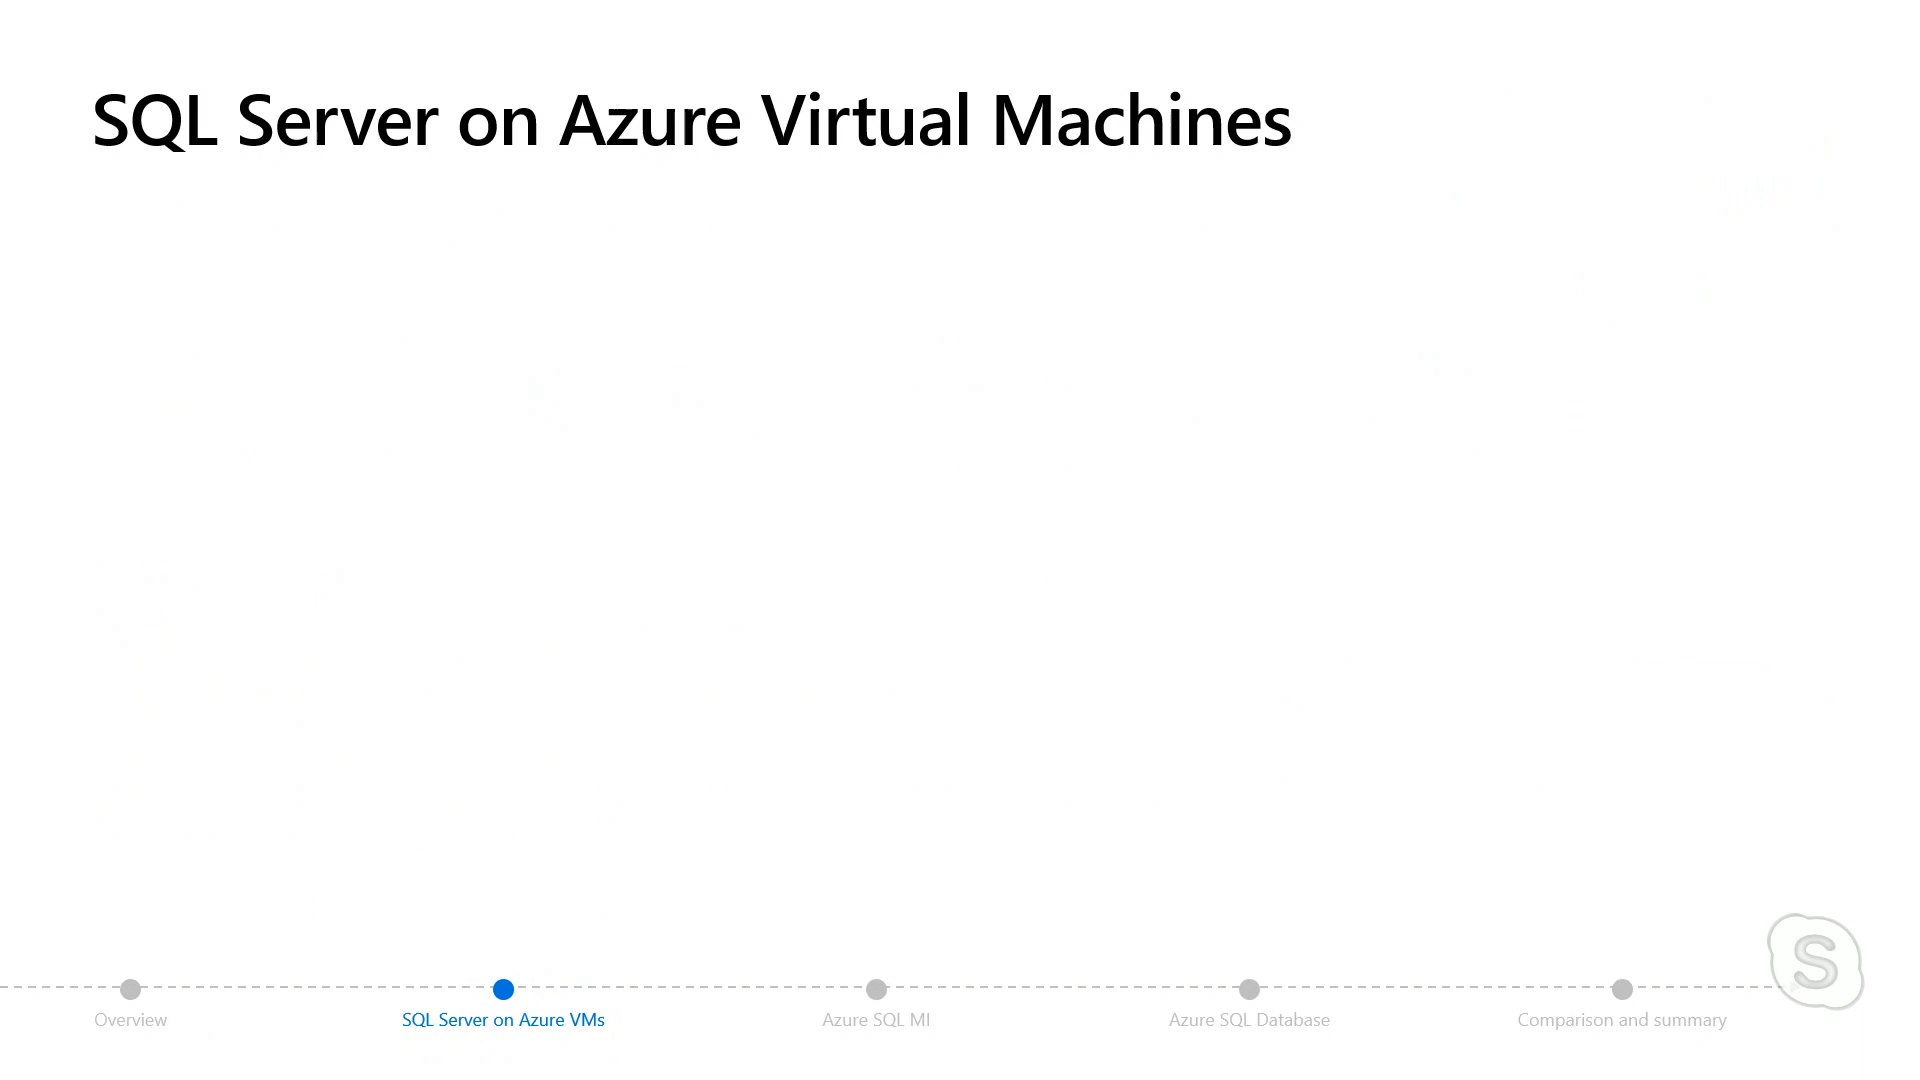 SQL Server on Azure Virtual Machines
S
Overview
SQL Server on Azure VMs
Azure SQL MI
Azure SQL Database
Comparison and summary